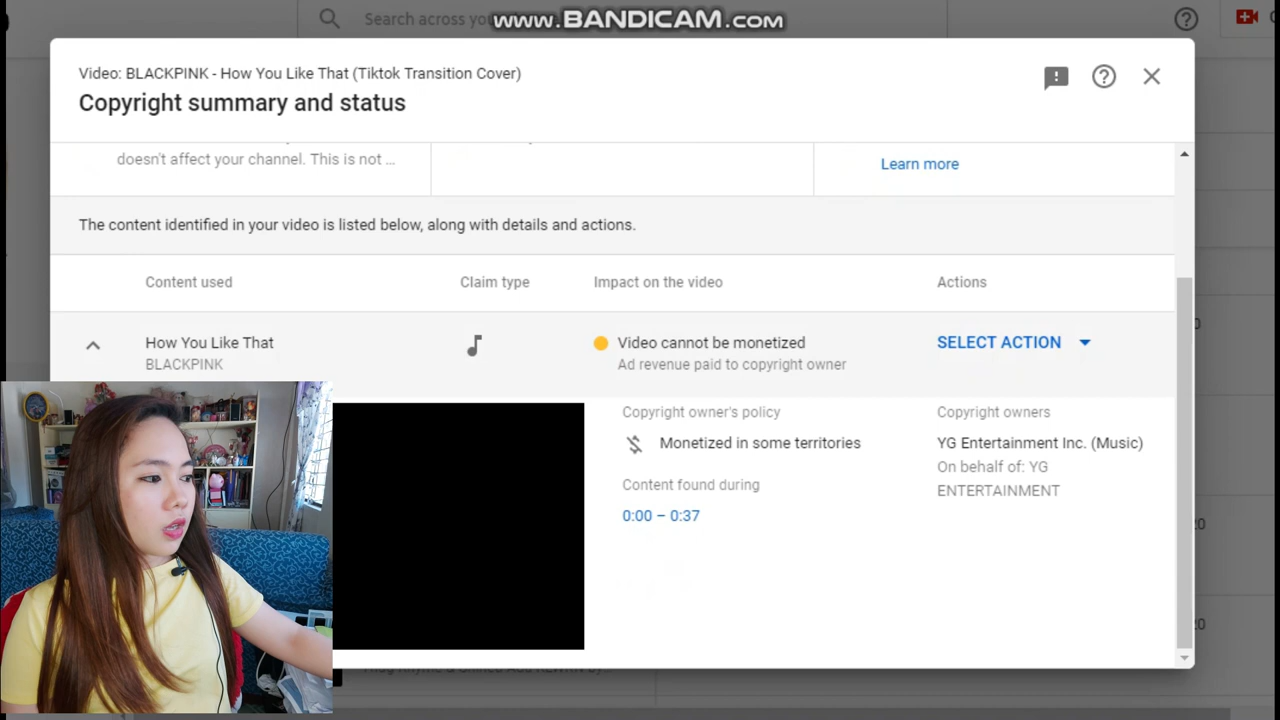 Search across yo
www.BANDICAM.com
Video: BLACKPINK - How You Like That (Tiktok Transition Cover)
Copyright summary and status
doesn't affect your channel. This is not ...
Learn more
The content identified in your video is listed below, along with details and actions.
Content used
Claim type
Impact on the video
Actions
How You Like That
BLACKPINK
Video cannot be monetized
Ad revenue paid to copyright owner
SELECT ACTION
Copyright owner's policy
Monetized in some territories
Content found during
0:00 – 0:37
Copyright owners
YG Entertainment Inc. (Music)
On behalf of: YG
ENTERTAINMENT